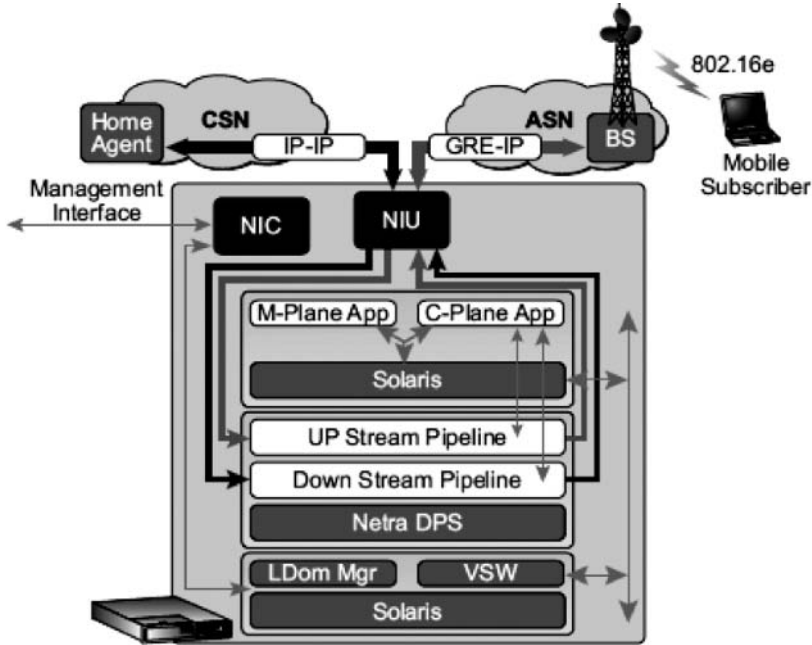 802.16e
CSN
ASN
Home
Agent
IP-IP
GRE-IP
BS
Mobile
Subscriber
Management
Interface
NIC
NIU
M-Plane App
C-Plane App
Solaris
UP Stream Pipeline
Down Stream Pipeline
Netra DPS
LDom Mgr
VSW
Solaris